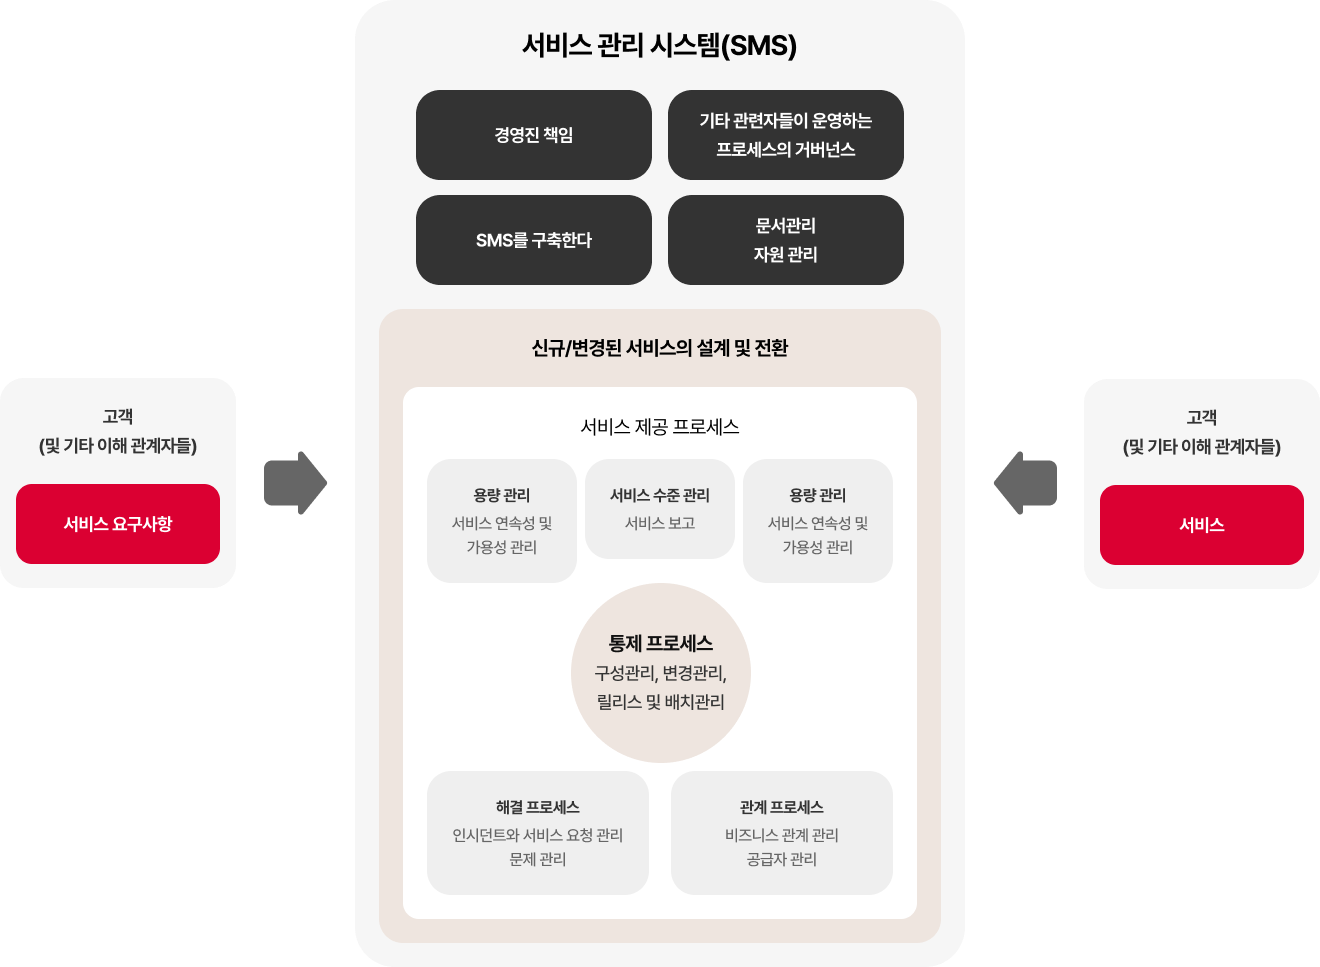 서비스 관리 시스템(SMS)
경영진 책임
기타 관련자들이 운영하는
프로세스의 거버넌스
SMS를 구축한다
문서관리
자원 관리
신규/변경된 서비스의 설계 및 전환
고객
(및 기타 이해 관계자들)
서비스 요구사항
서비스 제공 프로세스
용량 관리
서비스 연속성 및
가용성 관리
서비스 수준 관리
서비스 보고
용량 관리
서비스 연속성 및
가용성 관리
통제 프로세스
구성관리, 변경관리,
릴리스 및 배치관리
해결 프로세스
인시던트와 서비스 요청 관리
문제 관리
관계 프로세스
비즈니스 관계 관리
공급자 관리
고객
(및 기타 이해 관계자들)
서비스